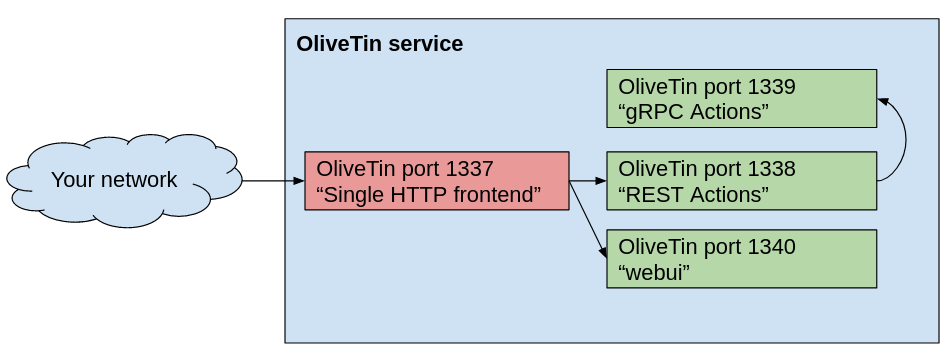 OliveTin service
OliveTin port 1339
“gRPC Actions”
Your network
OliveTin port 1337
“Single HTTP frontend”
OliveTin port 1338
“REST Actions”
OliveTin port 1340
“webui”